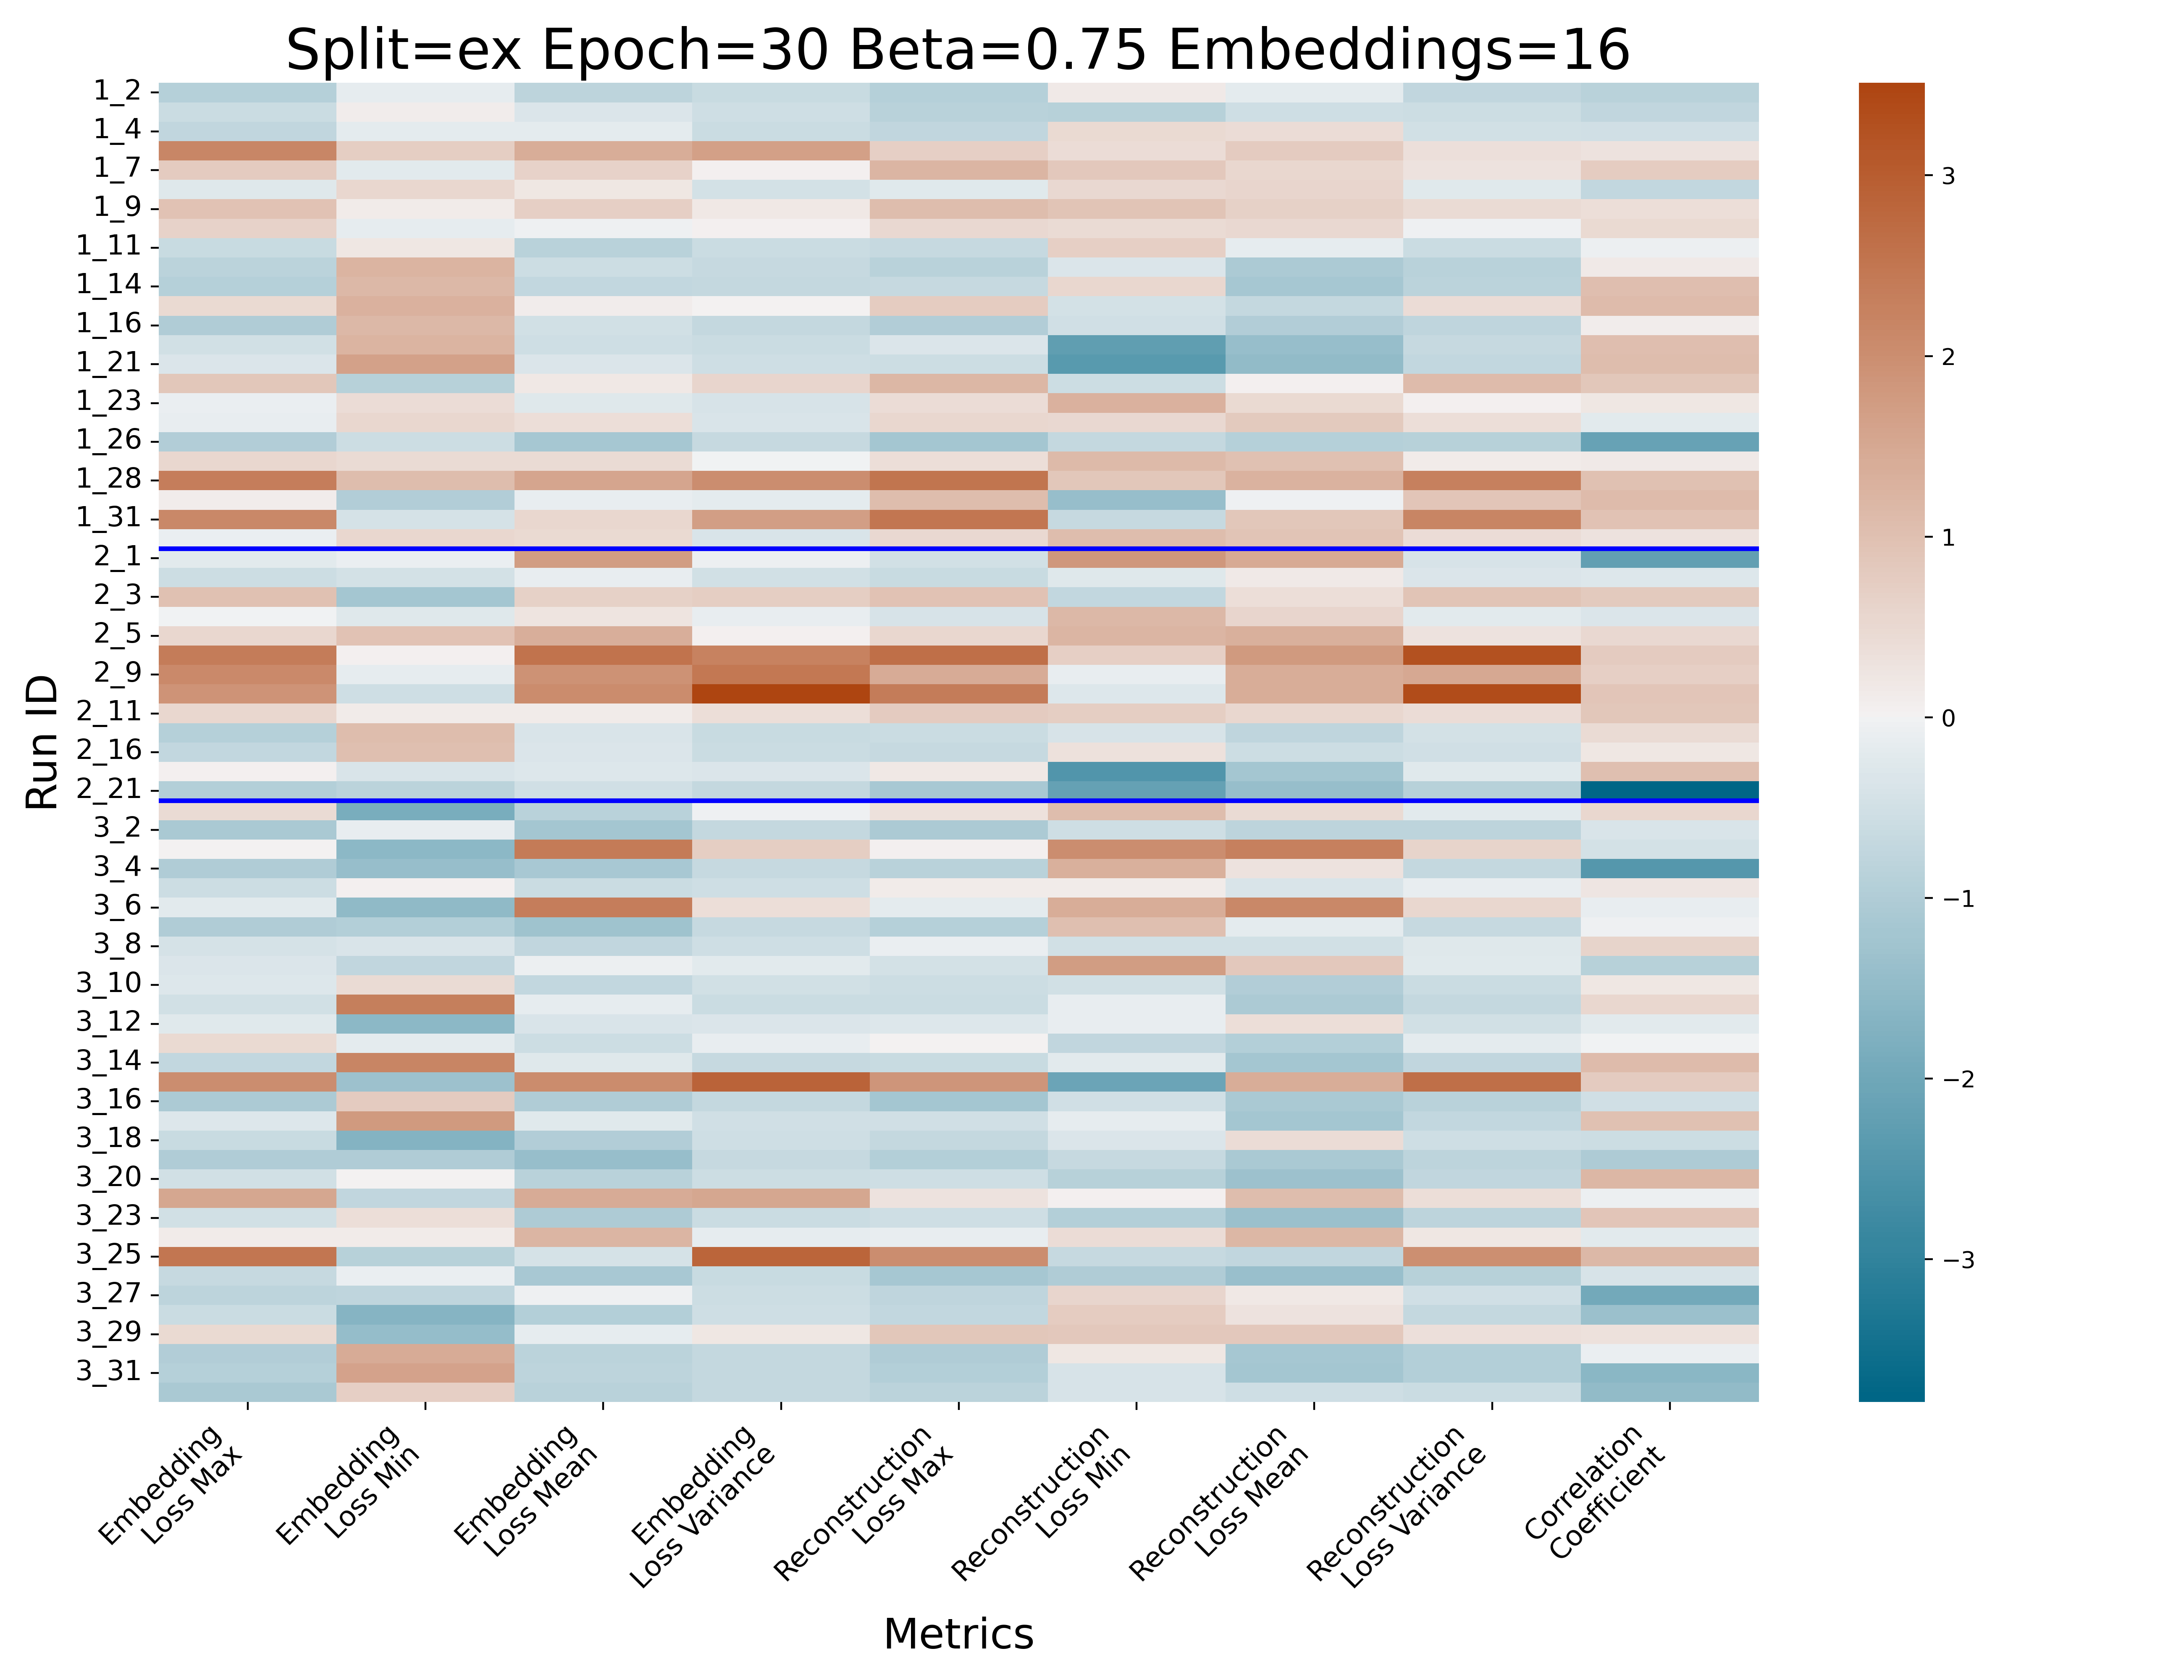 Split=ex Epoch=30 Beta=0.75 Embeddings=16
Run ID
1_2
1_4
1_7
1_9
1_11
1_14
1_16
1_21
1_23
1_26
1_28
1_31
2_1
2_3
2_5
2_9
2_11
2_16
2_21
3_2
3_4
3_6
3_8
3_10
3_12
3_14
3_16
3_18
3_20
3_23
3_25
3_27
3_29
3_31
3
2
1
0
−1
−2
−3
Embedding
Loss Max
Embedding
Loss Min
Embedding
Loss Mean
Embedding
Loss Variance
Reconstruction
Loss Max
Reconstruction
Loss Min
Reconstruction
Loss Mean
Reconstruction
Loss Variance
Correlation
Coefficient
Metrics